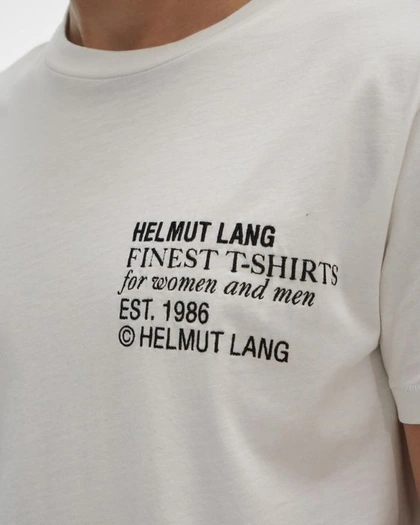 HELMUT LANG
FINEST T-SHIRTS
for women and men
EST. 1986
© HELMUT LANG